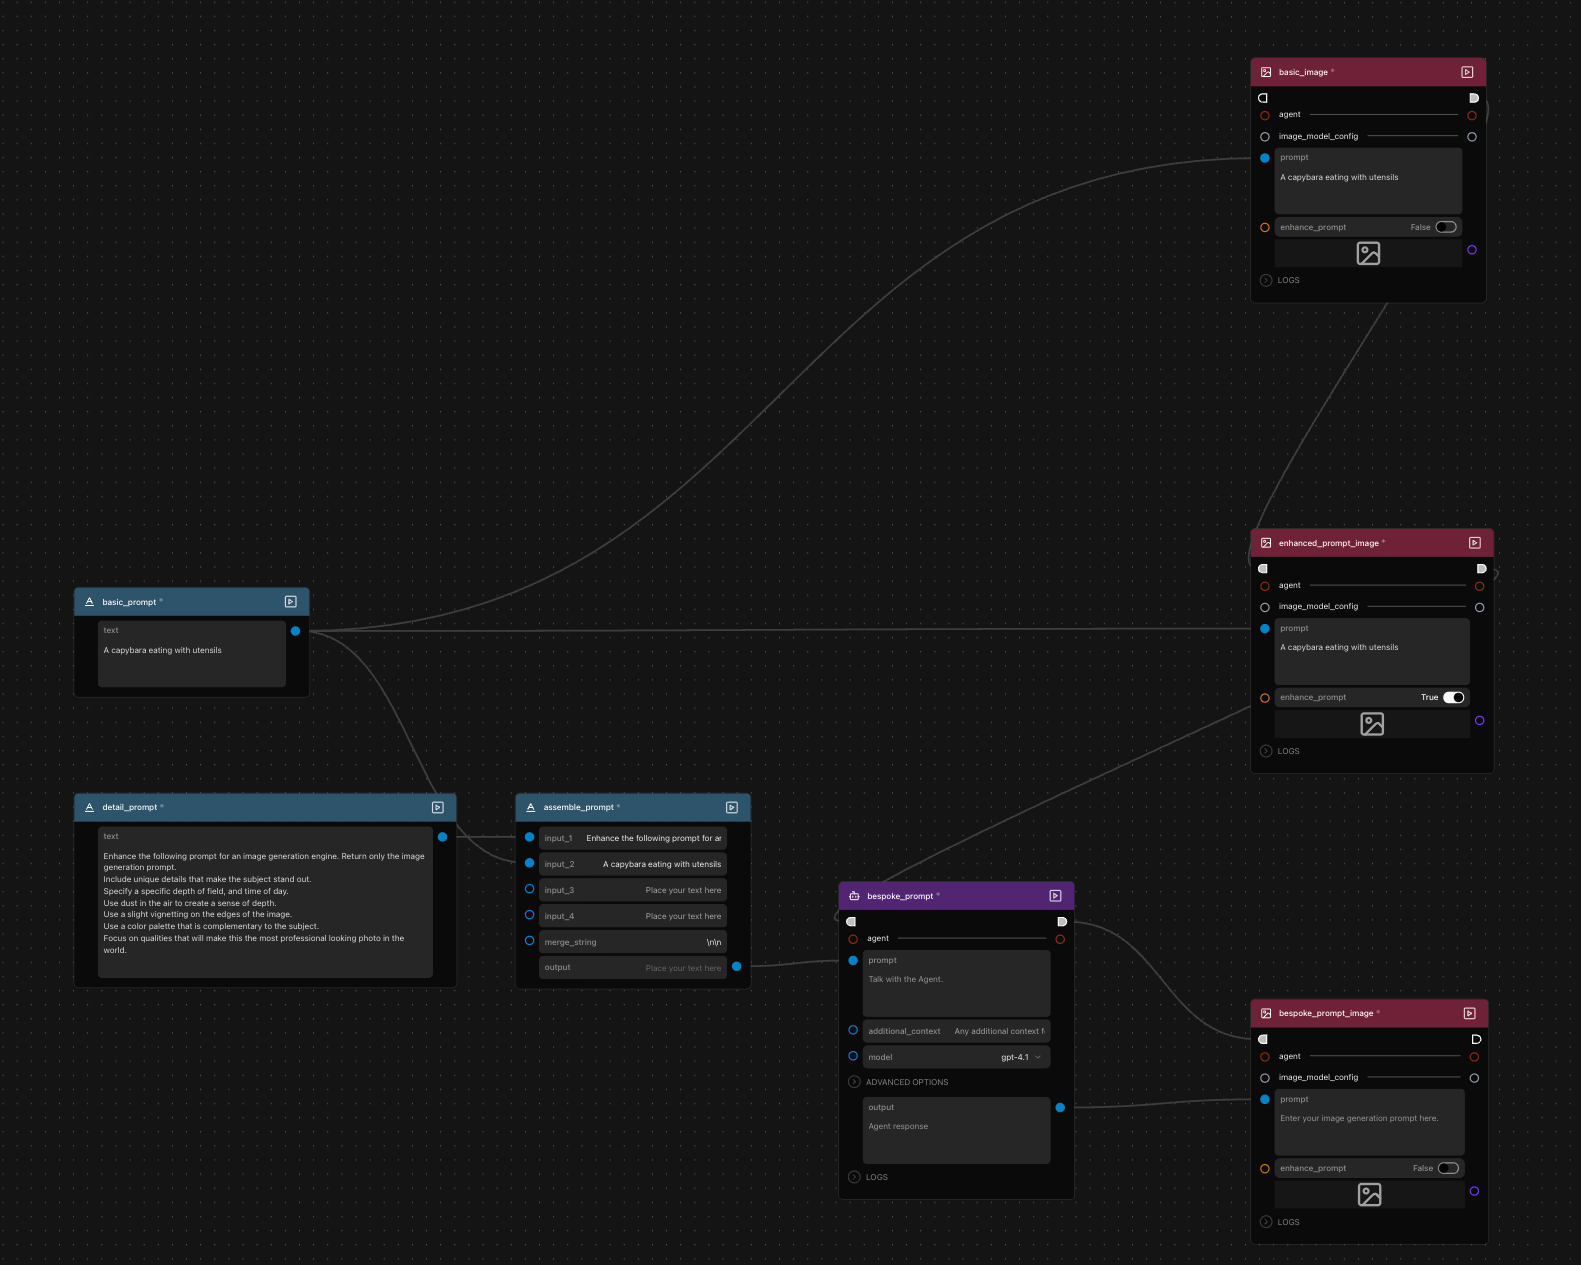 basic_image *
agent
image_model_config
prompt
A capybara eating with utensils
enhance_prompt False
LOGS
enhanced_prompt_image *
agent
image_model_config
prompt
A capybara eating with utensils
enhance_prompt True
LOGS
basic_prompt *
text
A capybara eating with utensils
detail_prompt *
text
Enhance the following prompt for an image generation engine. Return only the image
generation prompt.
Include unique details that make the subject stand out.
Specify a specific depth of field, and time of day.
Use dust in the air to create a sense of depth.
Use a slight vignetting on the edges of the image.
Use a color palette that is complementary to the subject.
Focus on qualities that will make this the most professional looking photo in the
world.
assemble_prompt *
input_1 Enhance the following prompt for ar
input_2 A capybara eating with utensils
input_3 Place your text here
input_4 Place your text here
merge_string \n\n
output Place your text here
bespoke_prompt *
agent
prompt
Talk with the Agent.
additional_context Any additional context f
model gpt-4.1
ADVANCED OPTIONS
output
Agent response
LOGS
bespoke_prompt_image *
agent
image_model_config
prompt
Enter your image generation prompt here.
enhance_prompt False
LOGS